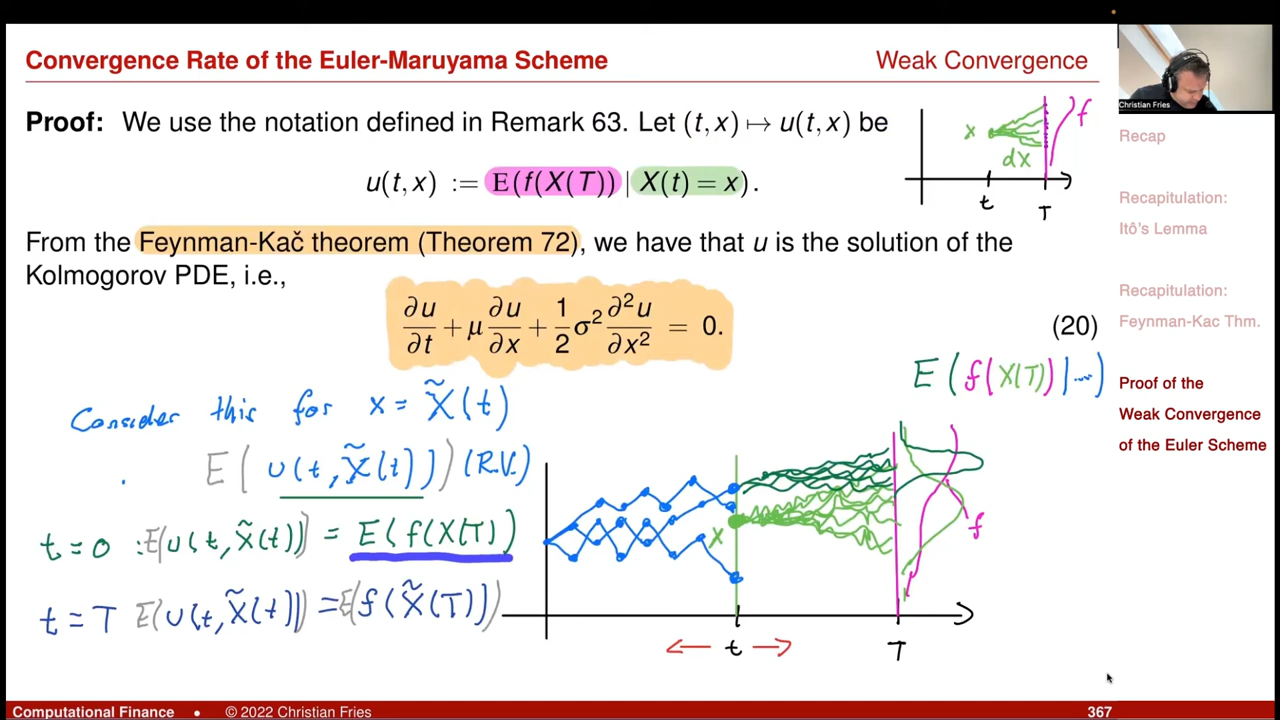 Convergence Rate of the Euler-Maruyama Scheme
Weak Convergence
Christian Fries
Recap
Recapitulation:
Itô's Lemma
Recapitulation:
Feynman-Kac Thm.
Proof of the
Weak Convergence
of the Euler Scheme
Proof: We use the notation defined in Remark 63. Let (t, x) ↦ u(t, x) be
u(t, x) := E(f(X(T)) | X(t) = x).
x dX f
t T
From the Feynman-Kač theorem (Theorem 72), we have that u is the solution of the
Kolmogorov PDE, i.e.,
∂u/∂t + μ ∂u/∂x + 1/2 σ² ∂²u/∂x² = 0.
(20)
E (f(X(T)) | ...)
Consider this for x = X̃(t)
E( u(t, X̃(t)) ) (R.V.)
t = 0 : E(u(t, X̃(t))) = E(f(X(T))
t = T E(u(t, X̃(t))) = E(f(X̃(T)))
x f
← t → T
Computational Finance • © 2022 Christian Fries
367